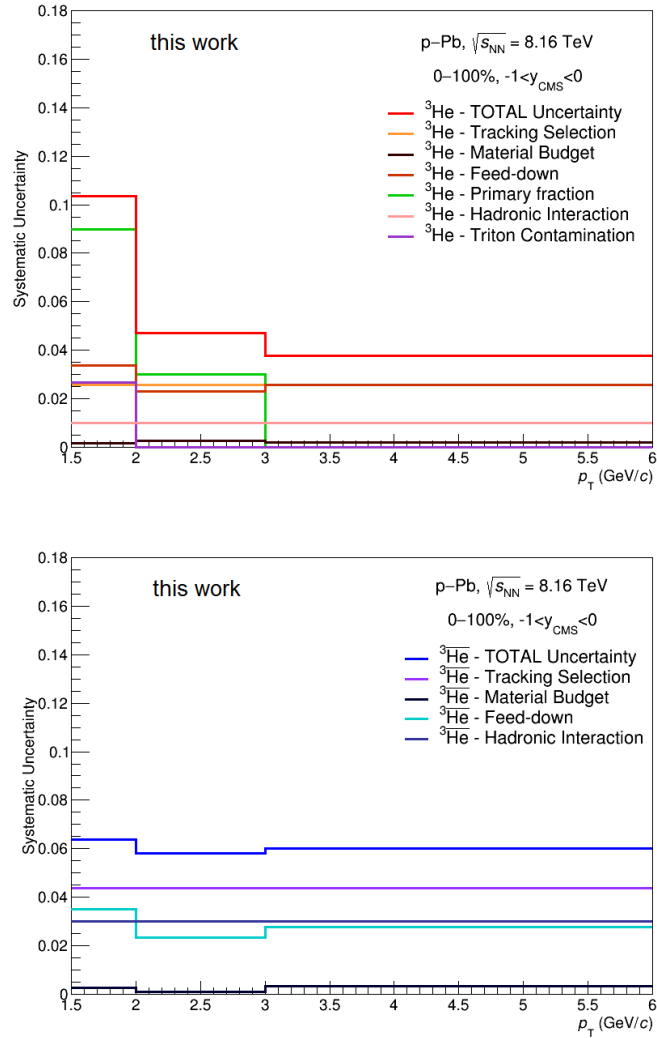 this work
p−Pb, √sNN = 8.16 TeV
0−100%, -1<yCMS<0
3He - TOTAL Uncertainty
3He - Tracking Selection
3He - Material Budget
3He - Feed-down
3He - Primary fraction
3He - Hadronic Interaction
3He - Triton Contamination
Systematic Uncertainty
0.18
0.16
0.14
0.12
0.1
0.08
0.06
0.04
0.02
0
1.5 2 2.5 3 3.5 4 4.5 5 5.5 6
pT (GeV/c)
this work
p−Pb, √sNN = 8.16 TeV
0−100%, -1<yCMS<0
3H̅e̅ - TOTAL Uncertainty
3H̅e̅ - Tracking Selection
3H̅e̅ - Material Budget
3H̅e̅ - Feed-down
3H̅e̅ - Hadronic Interaction
Systematic Uncertainty
0.18
0.16
0.14
0.12
0.1
0.08
0.06
0.04
0.02
0
1.5 2 2.5 3 3.5 4 4.5 5 5.5 6
pT (GeV/c)